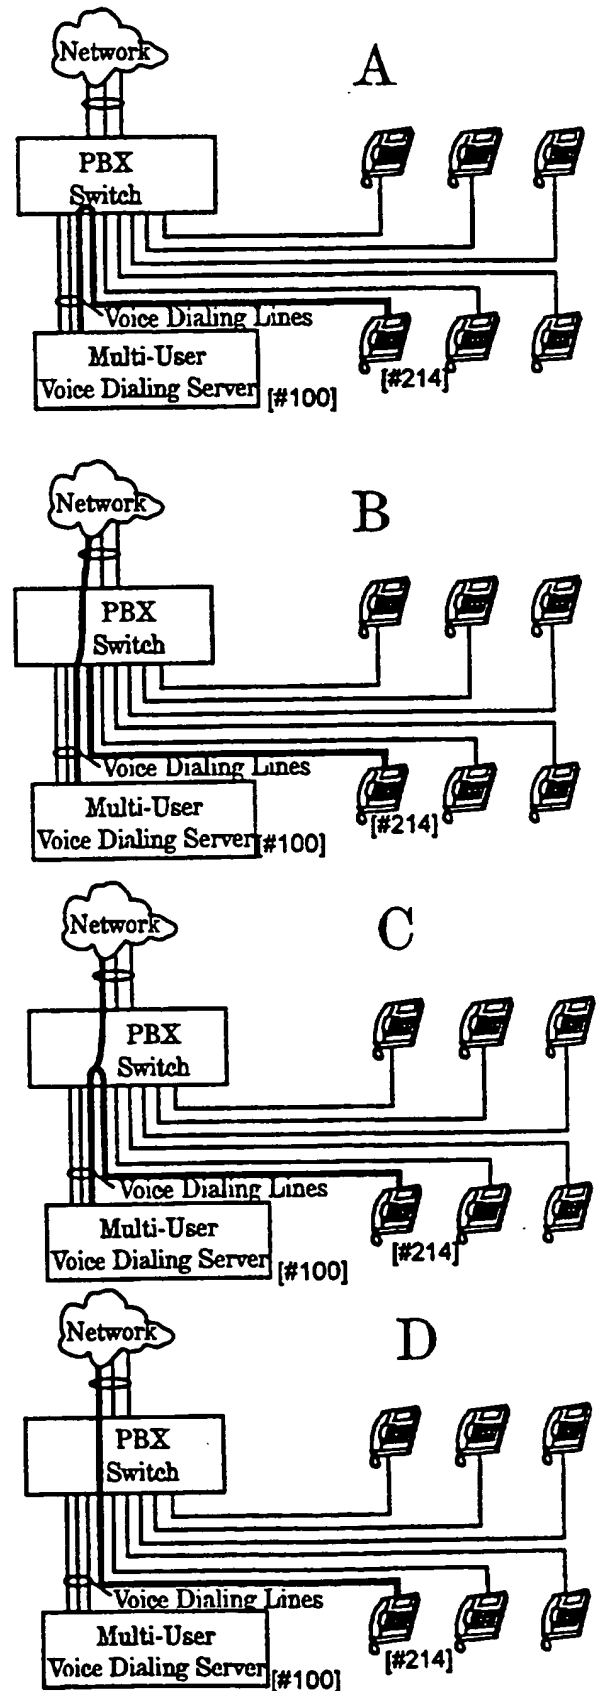 Network
A
PBX
Switch
Voice Dialing Lines
Multi-User
Voice Dialing Server [#100]
[#214]
Network
B
PBX
Switch
Voice Dialing Lines
Multi-User
Voice Dialing Server [#100]
[#214]
Network
C
PBX
Switch
Voice Dialing Lines
Multi-User
Voice Dialing Server [#100]
[#214]
Network
D
PBX
Switch
Voice Dialing Lines
Multi-User
Voice Dialing Server [#100]
[#214]